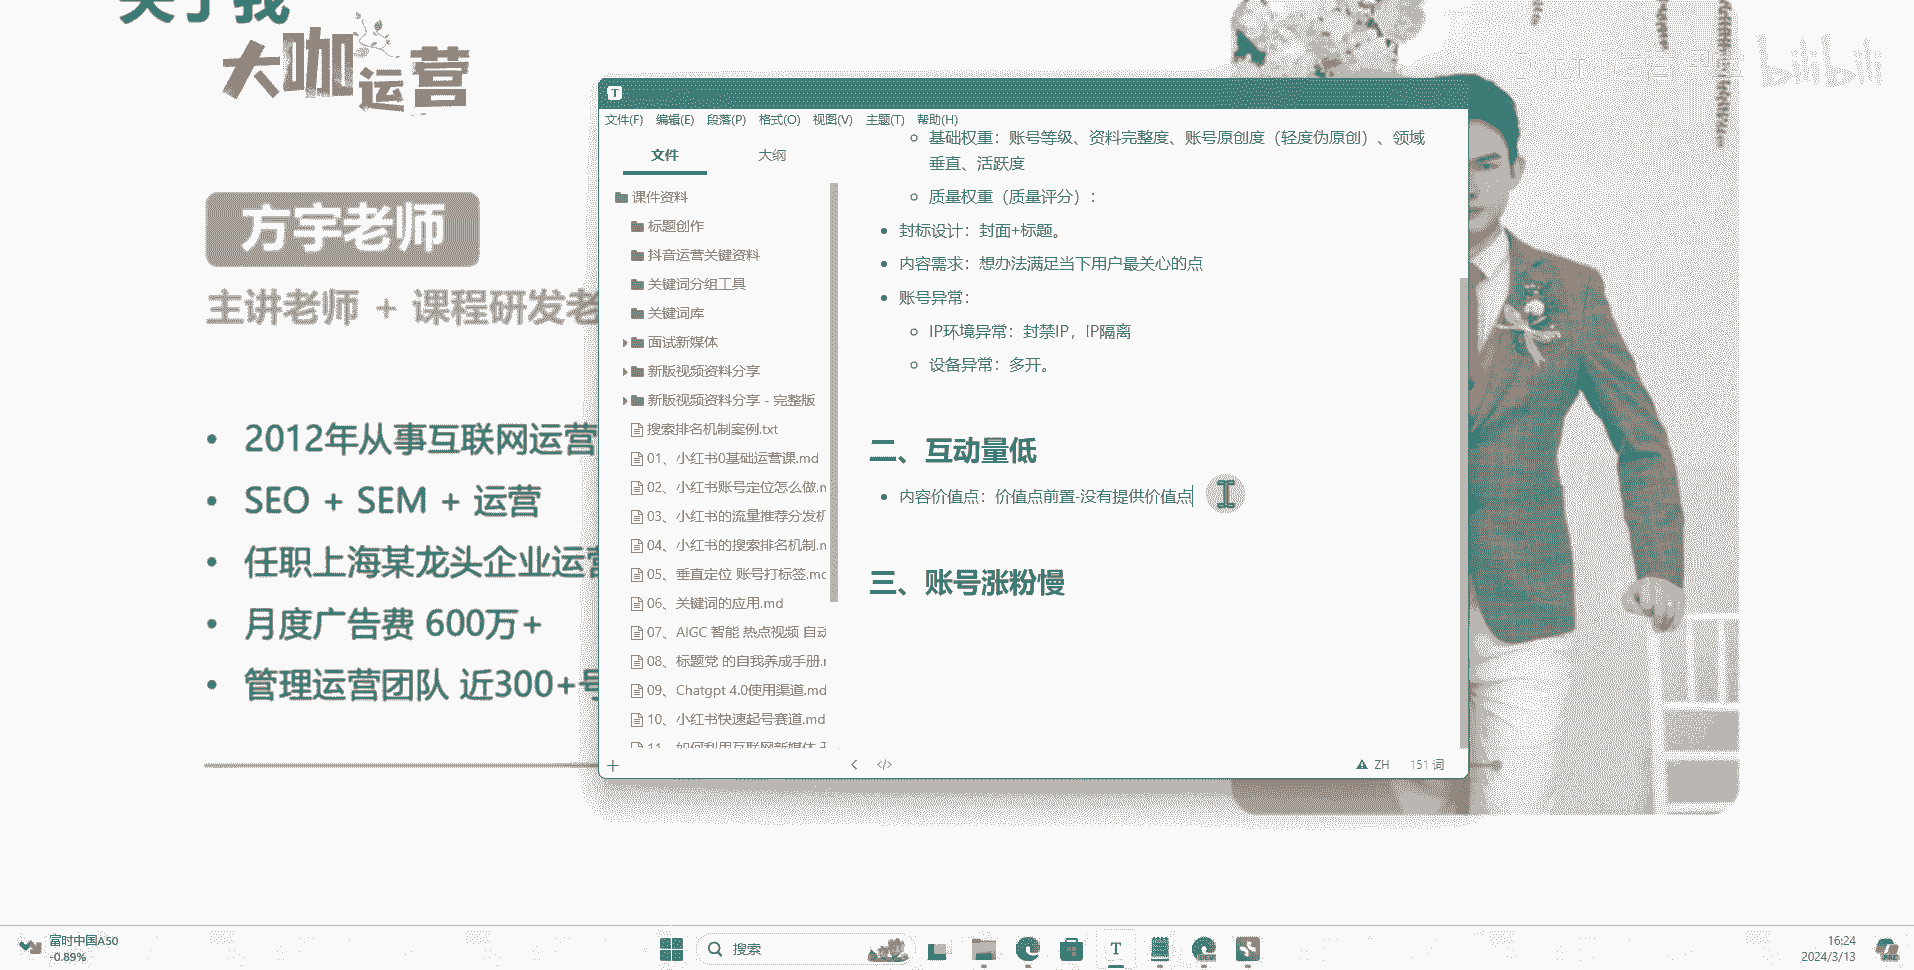 关于我
大咖运营
bilibili
方宇老师
主讲老师 + 课程研发老
2012年从事互联网运营
SEO + SEM + 运营
任职上海某龙头企业运营
月度广告费 600万+
管理运营团队 近300+号
T
文件(F) 编辑(E) 段落(P) 格式(O) 视图(V) 主题(T) 帮助(H)
文件 大纲
课件资料
标题创作
抖音运营关键资料
关键词分组工具
关键词库
面试新媒体
新版视频资料分享
新版视频资料分享 - 完整版
搜索排名机制案例.txt
01、小红书0基础运营课.md
02、小红书账号定位怎么做.m
03、小红书的流量推荐分发机
04、小红书的搜索排名机制.m
05、垂直定位 账号打标签.mc
06、关键词的应用.md
07、AIGC 智能 热点视频 自动
08、标题党 的自我养成手册.r
09、Chatgpt 4.0使用渠道.md
10、小红书快速起号赛道.md
11、如何利用互联网新媒体
基础权重：账号等级、资料完整度、账号原创度（轻度伪原创）、领域
垂直、活跃度
质量权重（质量评分）：
封标设计：封面+标题。
内容需求：想办法满足当下用户最关心的点
账号异常：
IP环境异常：封禁IP，IP隔离
设备异常：多开。
二、互动量低
内容价值点：价值点前置-没有提供价值点
三、账号涨粉慢
ZH 151 词
富时中国A50
-0.89%
搜索
T
DEV
16:24
2024/3/13
PRE